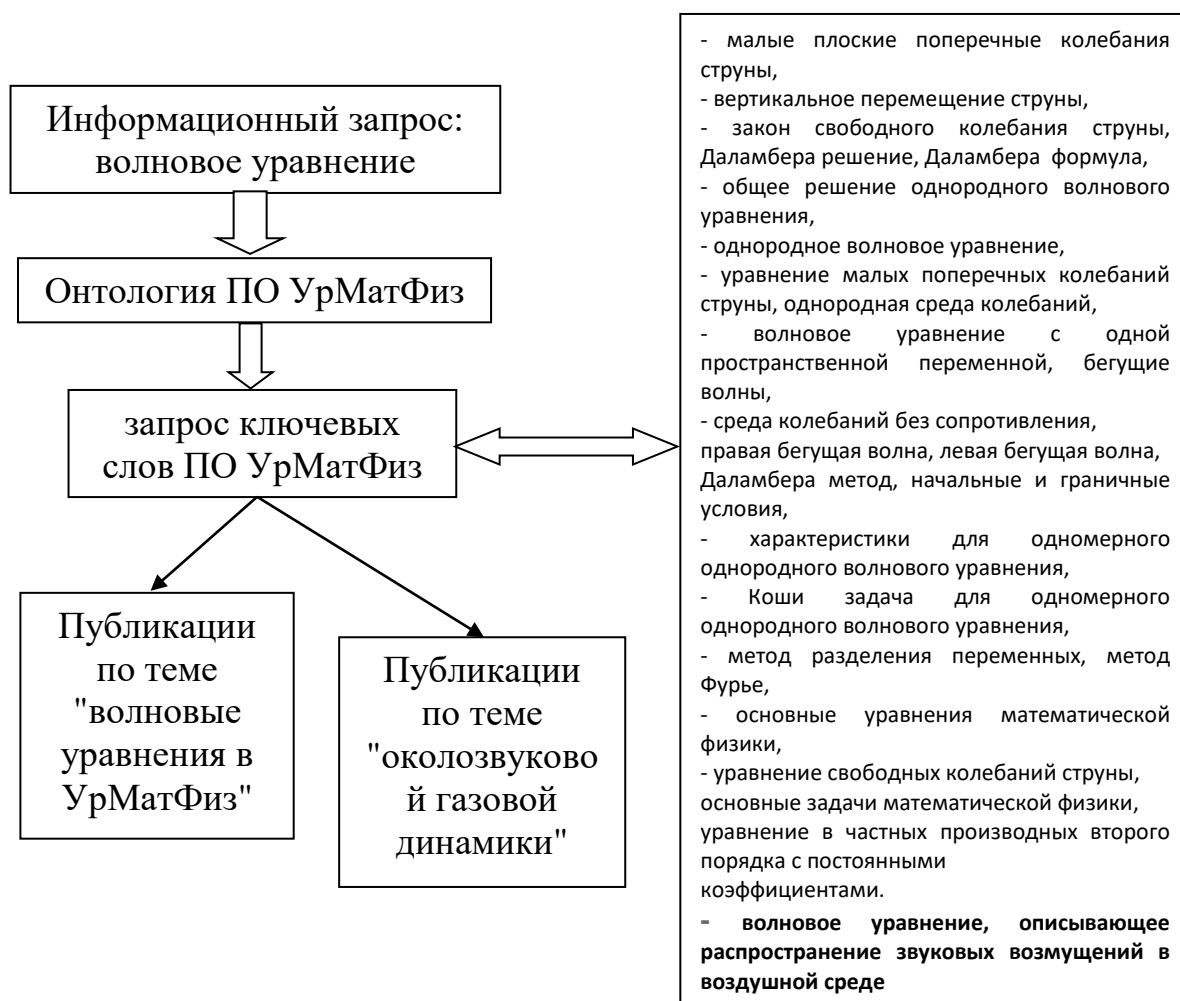 Информационный запрос:
волновое уравнение
Онтология ПО УрМатФиз
запрос ключевых
слов ПО УрМатФиз
Публикации
по теме
"волновые
уравнения в
УрМатФиз"
Публикации
по теме
"околозвуково
й газовой
динамики"
- малые плоские поперечные колебания
струны,
- вертикальное перемещение струны,
- закон свободного колебания струны,
Даламбера решение, Даламбера формула,
- общее решение однородного волнового
уравнения,
- однородное волновое уравнение,
- уравнение малых поперечных колебаний
струны, однородная среда колебаний,
- волновое уравнение с одной
пространственной переменной, бегущие
волны,
- среда колебаний без сопротивления,
правая бегущая волна, левая бегущая волна,
Даламбера метод, начальные и граничные
условия,
- характеристики для одномерного
однородного волнового уравнения,
- Коши задача для одномерного
однородного волнового уравнения,
- метод разделения переменных, метод
Фурье,
- основные уравнения математической
физики,
- уравнение свободных колебаний струны,
основные задачи математической физики,
уравнение в частных производных второго
порядка с постоянными
коэффициентами.
- волновое уравнение, описывающее
распространение звуковых возмущений в
воздушной среде